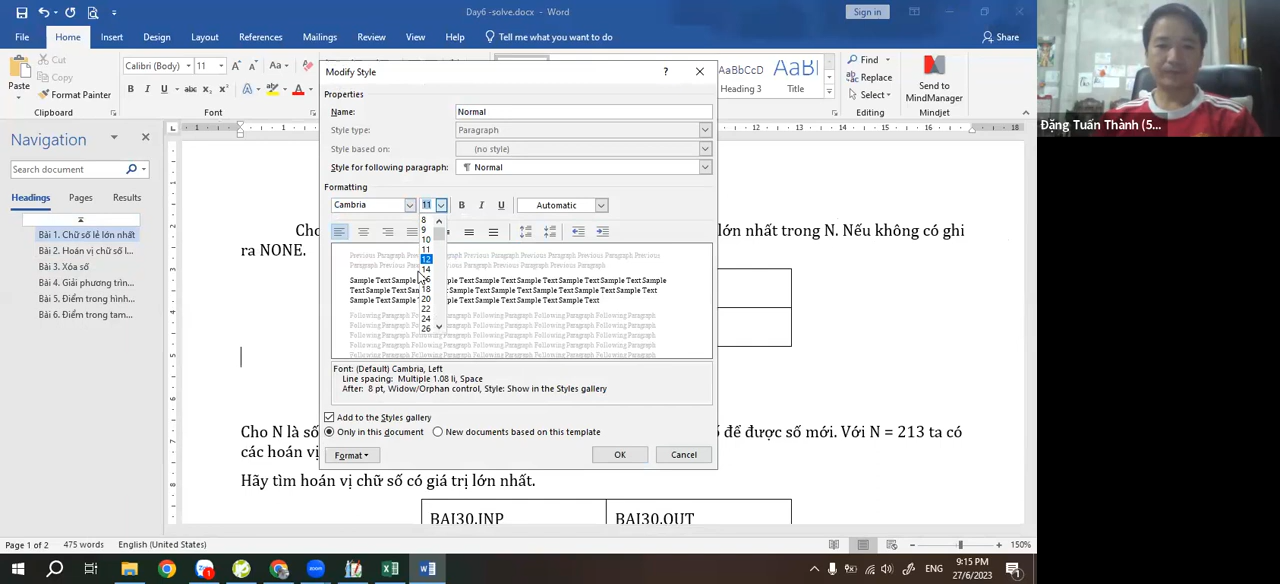 Day6 -solve.docx - Word
Sign in
File Home Insert Design Layout References Mailings Review View Help Tell me what you want to do Share
Paste
Cut
Copy
Format Painter
Clipboard
Calibri (Body) 11
Font
AaBbCcD AaBl
Heading 3 Title
Find
Replace
Select
Editing
Send to
MindManager
Mindjet
Đặng Tuấn Thành (5...
Navigation
Search document
Headings Pages Results
Bài 1. Chữ số lẻ lớn nhất
Bài 2. Hoán vị chữ số l...
Bài 3. Xóa số
Bài 4. Giải phương trìn...
Bài 5. Điểm trong hình...
Bài 6. Điểm trong tam...
Modify Style
Properties
Name: Normal
Style type: Paragraph
Style based on: (no style)
Style for following paragraph: Normal
Formatting
Cambria 11 B I U Automatic
8
9
10
11
12
14
18
20
22
24
26
Previous Paragraph Previous Paragraph
Sample Text Sample Text Sample Text Sample Text Sample Text Sample
Following Paragraph Following Paragraph
Font: (Default) Cambria, Left
Line spacing: Multiple 1.08 li, Space
After: 8 pt, Widow/Orphan control, Style: Show in the Styles gallery
Add to the Styles gallery
Only in this document New documents based on this template
Format
OK Cancel
Cho lớn nhất trong N. Nếu không có ghi
ra NONE.
Cho N là số để được số mới. Với N = 213 ta có
các hoán vị
Hãy tìm hoán vị chữ số có giá trị lớn nhất.
BAI30.INP BAI30.OUT
Page 1 of 2 475 words English (United States) 150%
ENG
9:15 PM
27/6/2023